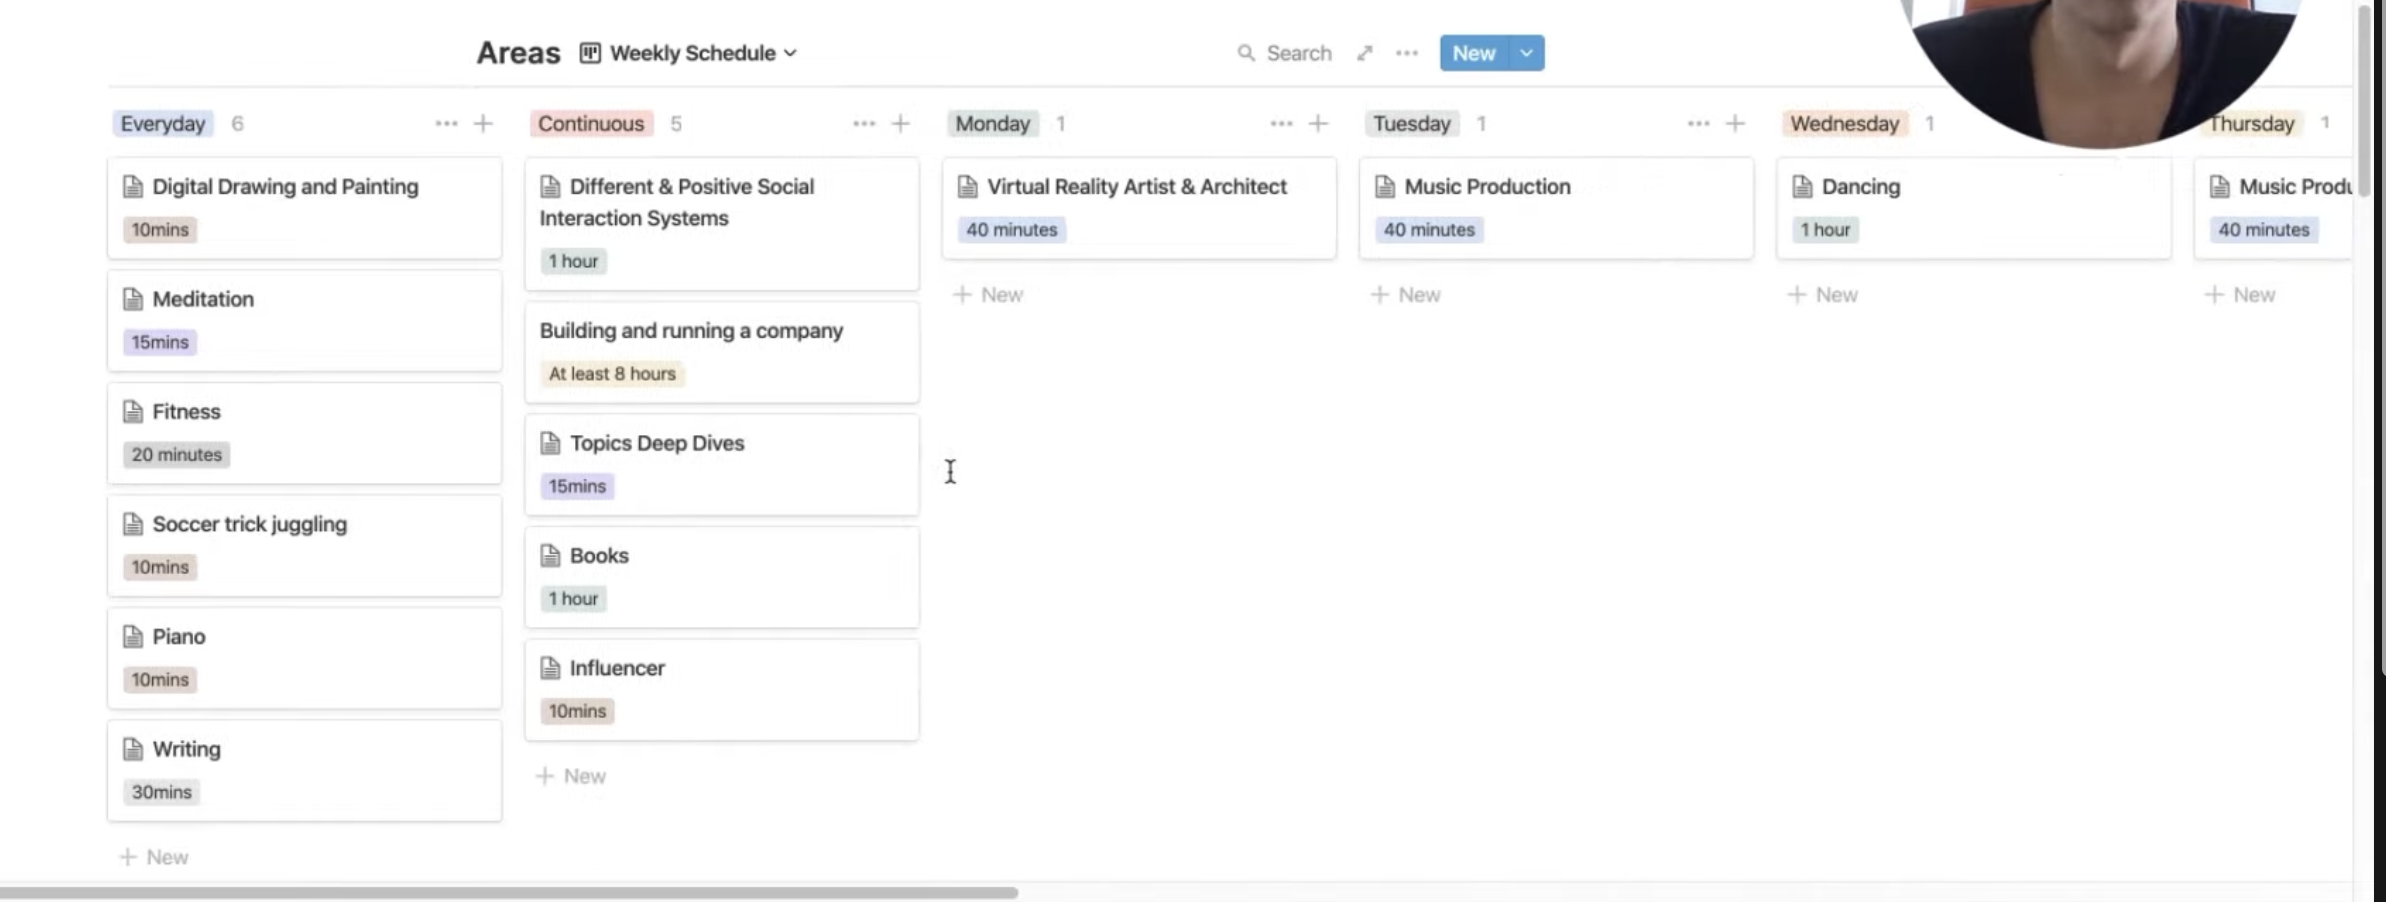 Areas Weekly Schedule
Search
New
Everyday 6
Digital Drawing and Painting
10mins
Meditation
15mins
Fitness
20 minutes
Soccer trick juggling
10mins
Piano
10mins
Writing
30mins
+ New
Continuous 5
Different & Positive Social
Interaction Systems
1 hour
Building and running a company
At least 8 hours
Topics Deep Dives
15mins
Books
1 hour
Influencer
10mins
+ New
Monday 1
Virtual Reality Artist & Architect
40 minutes
+ New
Tuesday 1
Music Production
40 minutes
+ New
Wednesday 1
Dancing
1 hour
+ New
Thursday 1
Music Produ
40 minutes
+ New